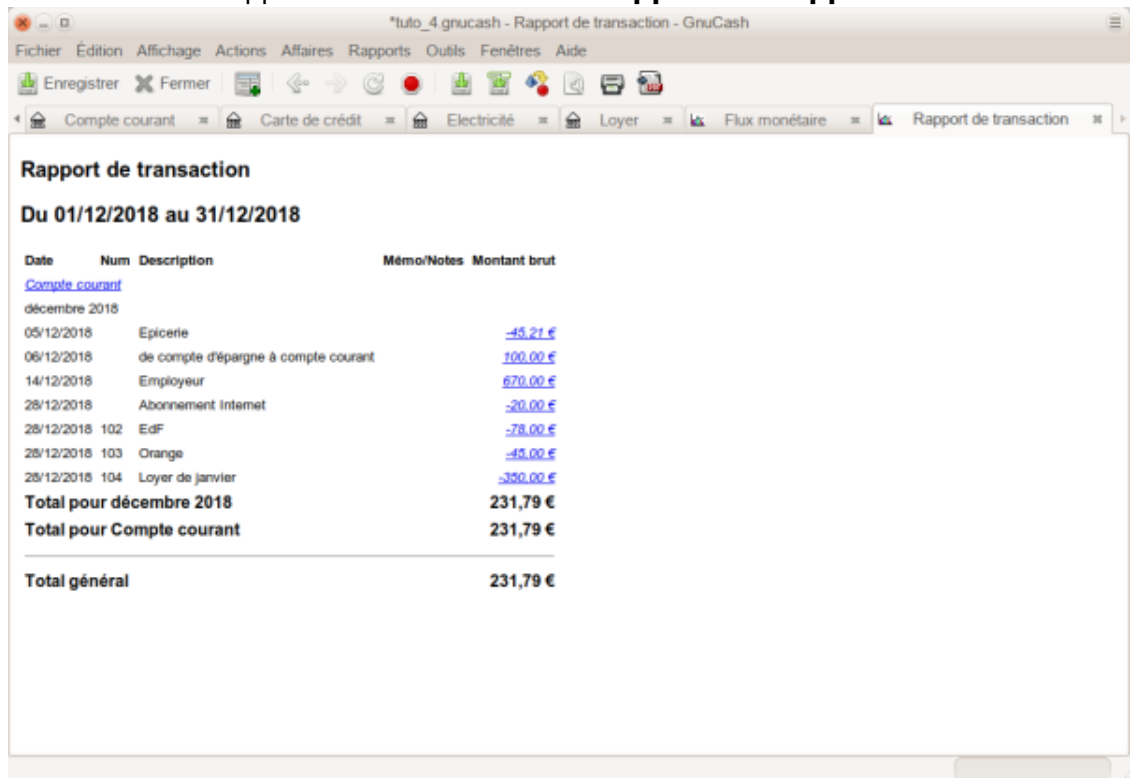 *tuto_4.gnucash - Rapport de transaction - GnuCash
Fichier Édition Affichage Actions Affaires Rapports Outils Fenêtres Aide
Enregistrer Fermer
Compte courant Carte de crédit Electricité Loyer Flux monétaire Rapport de transaction
Rapport de transaction
Du 01/12/2018 au 31/12/2018
Date Num Description Mémo/Notes Montant brut
Compte courant
décembre 2018
05/12/2018 Epicerie -45,21 €
06/12/2018 de compte d'épargne à compte courant 100,00 €
14/12/2018 Employeur 670,00 €
28/12/2018 Abonnement Internet -20,00 €
28/12/2018 102 EdF -78,00 €
28/12/2018 103 Orange -45,00 €
28/12/2018 104 Loyer de janvier -350,00 €
Total pour décembre 2018 231,79 €
Total pour Compte courant 231,79 €
Total général 231,79 €